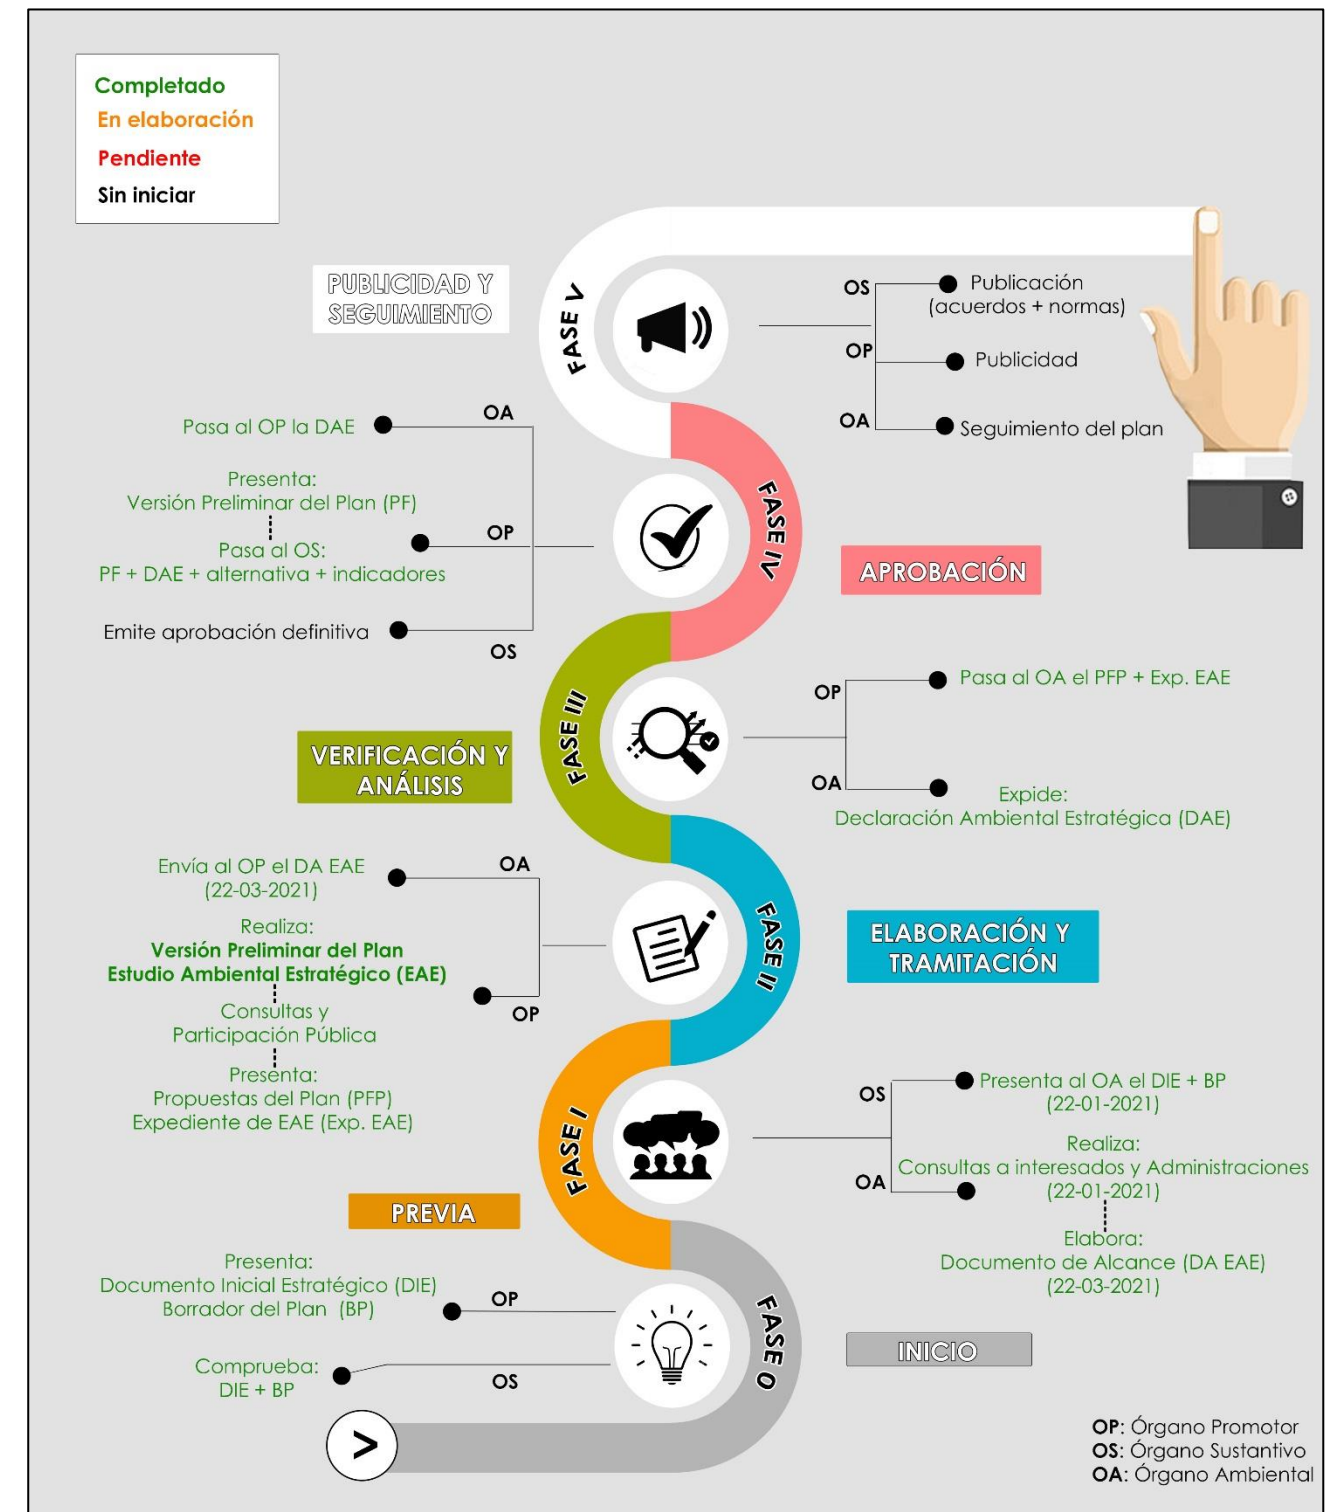 Completado
En elaboración
Pendiente
Sin iniciar
PUBLICIDAD Y
SEGUIMIENTO
FASE V
OS
Publicación
(acuerdos + normas)
OP
Publicidad
OA
Seguimiento del plan
OA
Pasa al OP la DAE
Presenta:
Versión Preliminar del Plan (PF)
OP
Pasa al OS:
PF + DAE + alternativa + indicadores
Emite aprobación definitiva
OS
FASE IV
APROBACIÓN
FASE III
VERIFICACIÓN Y
ANÁLISIS
OP
Pasa al OA el PFP + Exp. EAE
OA
Expide:
Declaración Ambiental Estratégica (DAE)
Envía al OP el DA EAE
(22-03-2021)
OA
Realiza:
Versión Preliminar del Plan
Estudio Ambiental Estratégico (EAE)
OP
Consultas y
Participación Pública
Presenta:
Propuestas del Plan (PFP)
Expediente de EAE (Exp. EAE)
FASE II
ELABORACIÓN Y
TRAMITACIÓN
FASE I
PREVIA
OS
Presenta al OA el DIE + BP
(22-01-2021)
Realiza:
Consultas a interesados y Administraciones
(22-01-2021)
OA
Elabora:
Documento de Alcance (DA EAE)
(22-03-2021)
Presenta:
Documento Inicial Estratégico (DIE)
Borrador del Plan (BP)
OP
Comprueba:
DIE + BP
OS
FASE 0
INICIO
>
OP: Órgano Promotor
OS: Órgano Sustantivo
OA: Órgano Ambiental